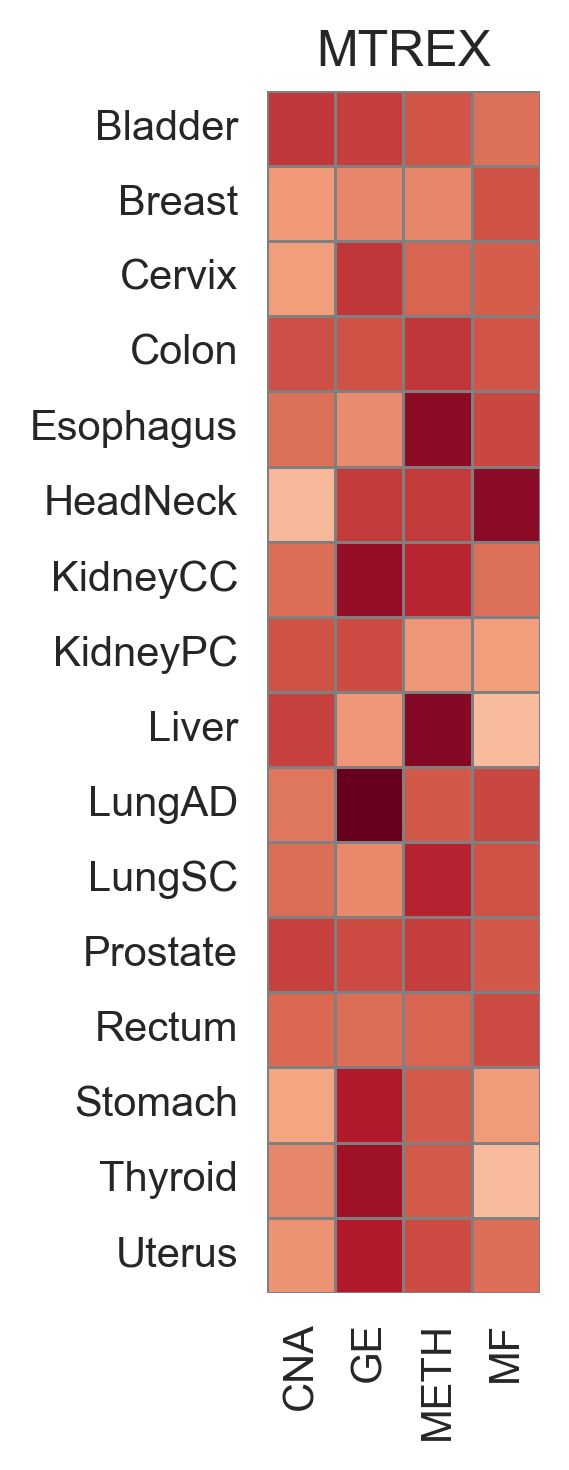 MTREX
Bladder
Breast
Cervix
Colon
Esophagus
HeadNeck
KidneyCC
KidneyPC
Liver
LungAD
LungSC
Prostate
Rectum
Stomach
Thyroid
Uterus
CNA
GE
METH
MF